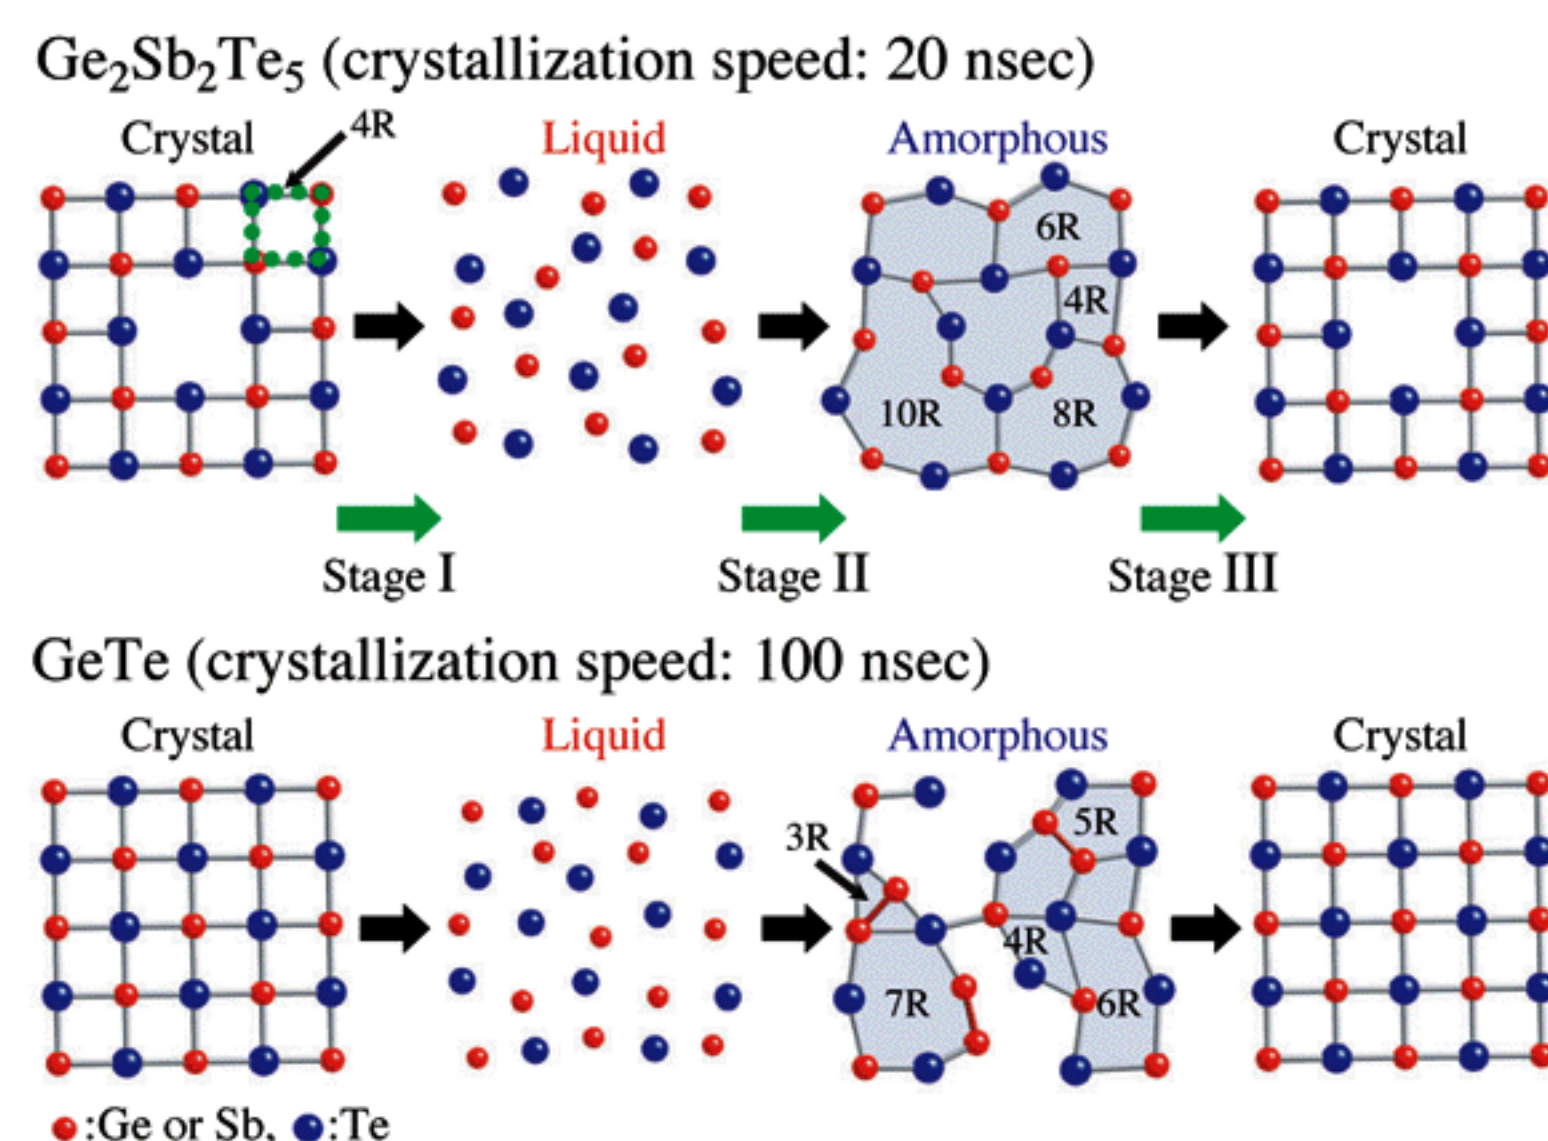 Ge₂Sb₂Te₅ (crystallization speed: 20 nsec)
4R
Crystal
Liquid
Amorphous
Crystal
6R
4R
10R
8R
Stage I
Stage II
Stage III
GeTe (crystallization speed: 100 nsec)
Crystal
Liquid
Amorphous
Crystal
5R
3R
4R
7R
6R
:Ge or Sb, :Te